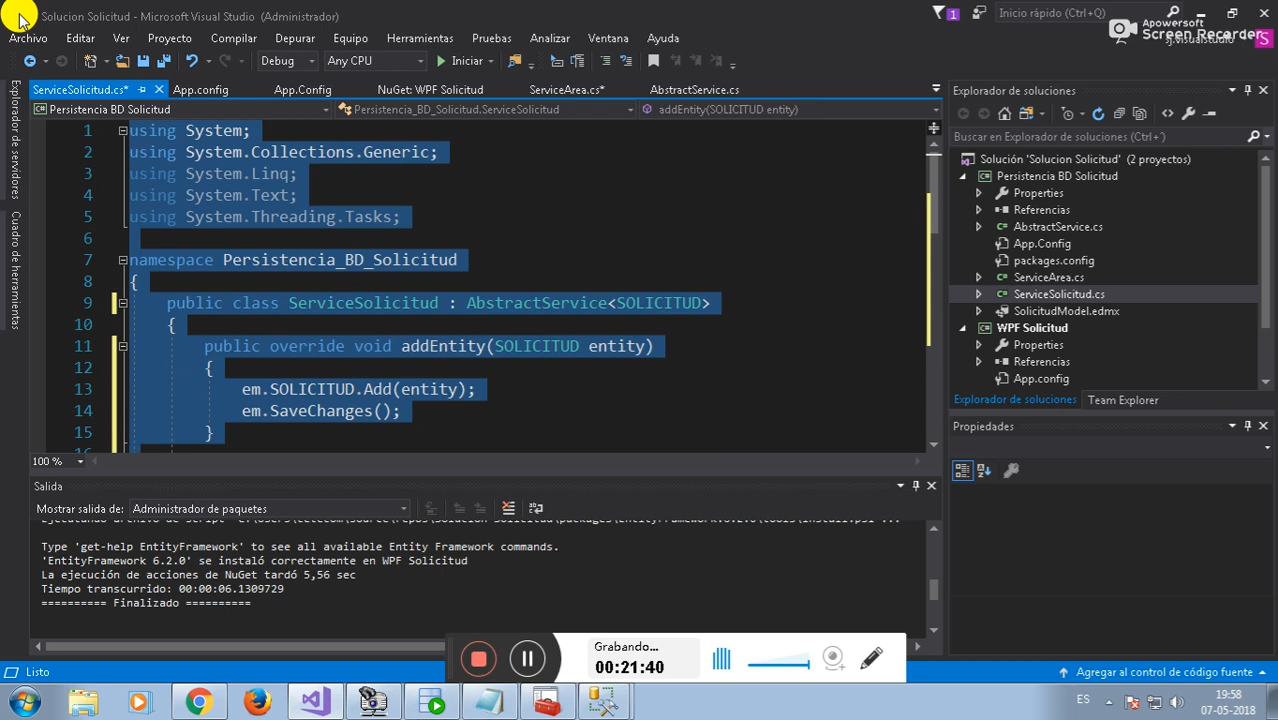 Solucion Solicitud - Microsoft Visual Studio (Administrador)
1
Inicio rápido (Ctrl+Q)
Apowersoft
Screen Recorder
Archivo Editar Ver Proyecto Compilar Depurar Equipo Herramientas Pruebas Analizar Ventana Ayuda
sj.visualstudio
S
Debug Any CPU Iniciar
ServiceSolicitud.cs* App.config App.Config NuGet: WPF Solicitud ServiceArea.cs* AbstractService.cs
Persistencia BD Solicitud Persistencia_BD_Solicitud.ServiceSolicitud addEntity(SOLICITUD entity)
Explorador de servidores
Cuadro de herramientas
1 using System;
2 using System.Collections.Generic;
3 using System.Linq;
4 using System.Text;
5 using System.Threading.Tasks;
6
7 namespace Persistencia_BD_Solicitud
8 {
9 public class ServiceSolicitud : AbstractService<SOLICITUD>
10 {
11 public override void addEntity(SOLICITUD entity)
12 {
13 em.SOLICITUD.Add(entity);
14 em.SaveChanges();
15 }
100 %
Explorador de soluciones
Buscar en Explorador de soluciones (Ctrl+´)
Solución 'Solucion Solicitud' (2 proyectos)
Persistencia BD Solicitud
Properties
Referencias
AbstractService.cs
App.Config
packages.config
ServiceArea.cs
ServiceSolicitud.cs
SolicitudModel.edmx
WPF Solicitud
Properties
Referencias
App.config
Explorador de soluciones Team Explorer
Propiedades
Salida
Mostrar salida de: Administrador de paquetes
Type 'get-help EntityFramework' to see all available Entity Framework commands.
'EntityFramework 6.2.0' se instaló correctamente en WPF Solicitud
La ejecución de acciones de NuGet tardó 5,56 sec
Tiempo transcurrido: 00:00:06.1309729
========== Finalizado ==========
Grabando...
00:21:40
Listo
Agregar al control de código fuente
ES
19:58
07-05-2018